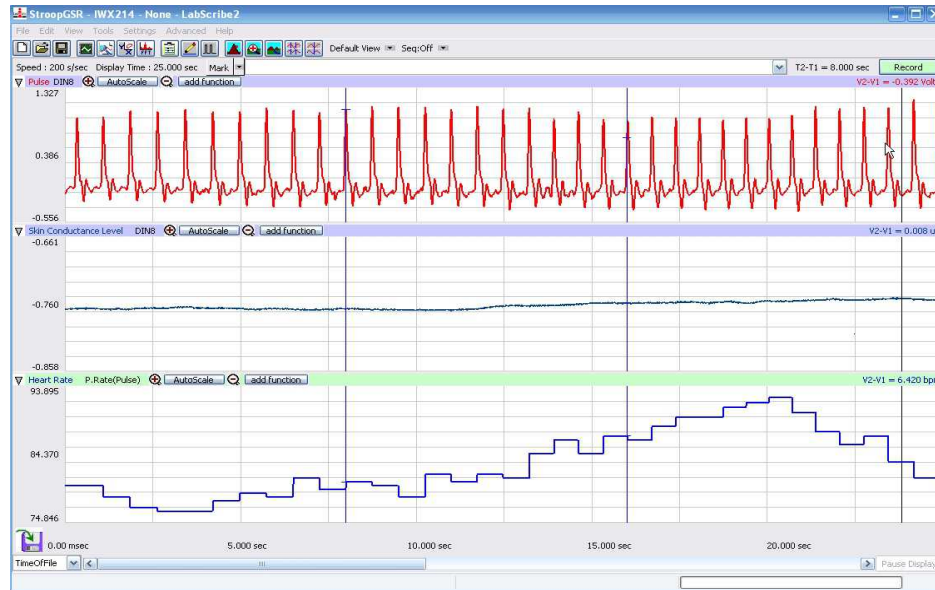 StroopGSR - IWX214 - None - LabScribe2
File Edit View Tools Settings Advanced Help
Default View Seq:Off
Speed : 200 s/sec Display Time : 25.000 sec Mark T2-T1 = 8.000 sec Record
Pulse DIN8 AutoScale add function V2-V1 = -0.392 Volt
1.327
0.386
-0.556
Skin Conductance Level DIN8 AutoScale add function V2-V1 = 0.008 u
-0.661
-0.760
-0.858
Heart Rate P.Rate(Pulse) AutoScale add function V2-V1 = 6.420 bpm
93.895
84.370
74.846
0.00 msec 5.000 sec 10.000 sec 15.000 sec 20.000 sec
TimeOfFile Pause Display